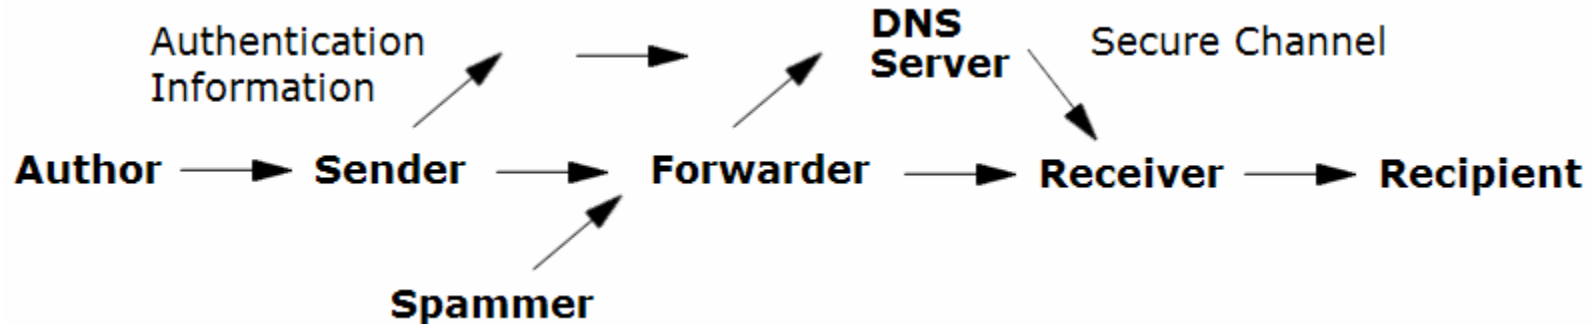 Authentication
Information
DNS
Server
Secure Channel
Author
Sender
Forwarder
Receiver
Recipient
Spammer